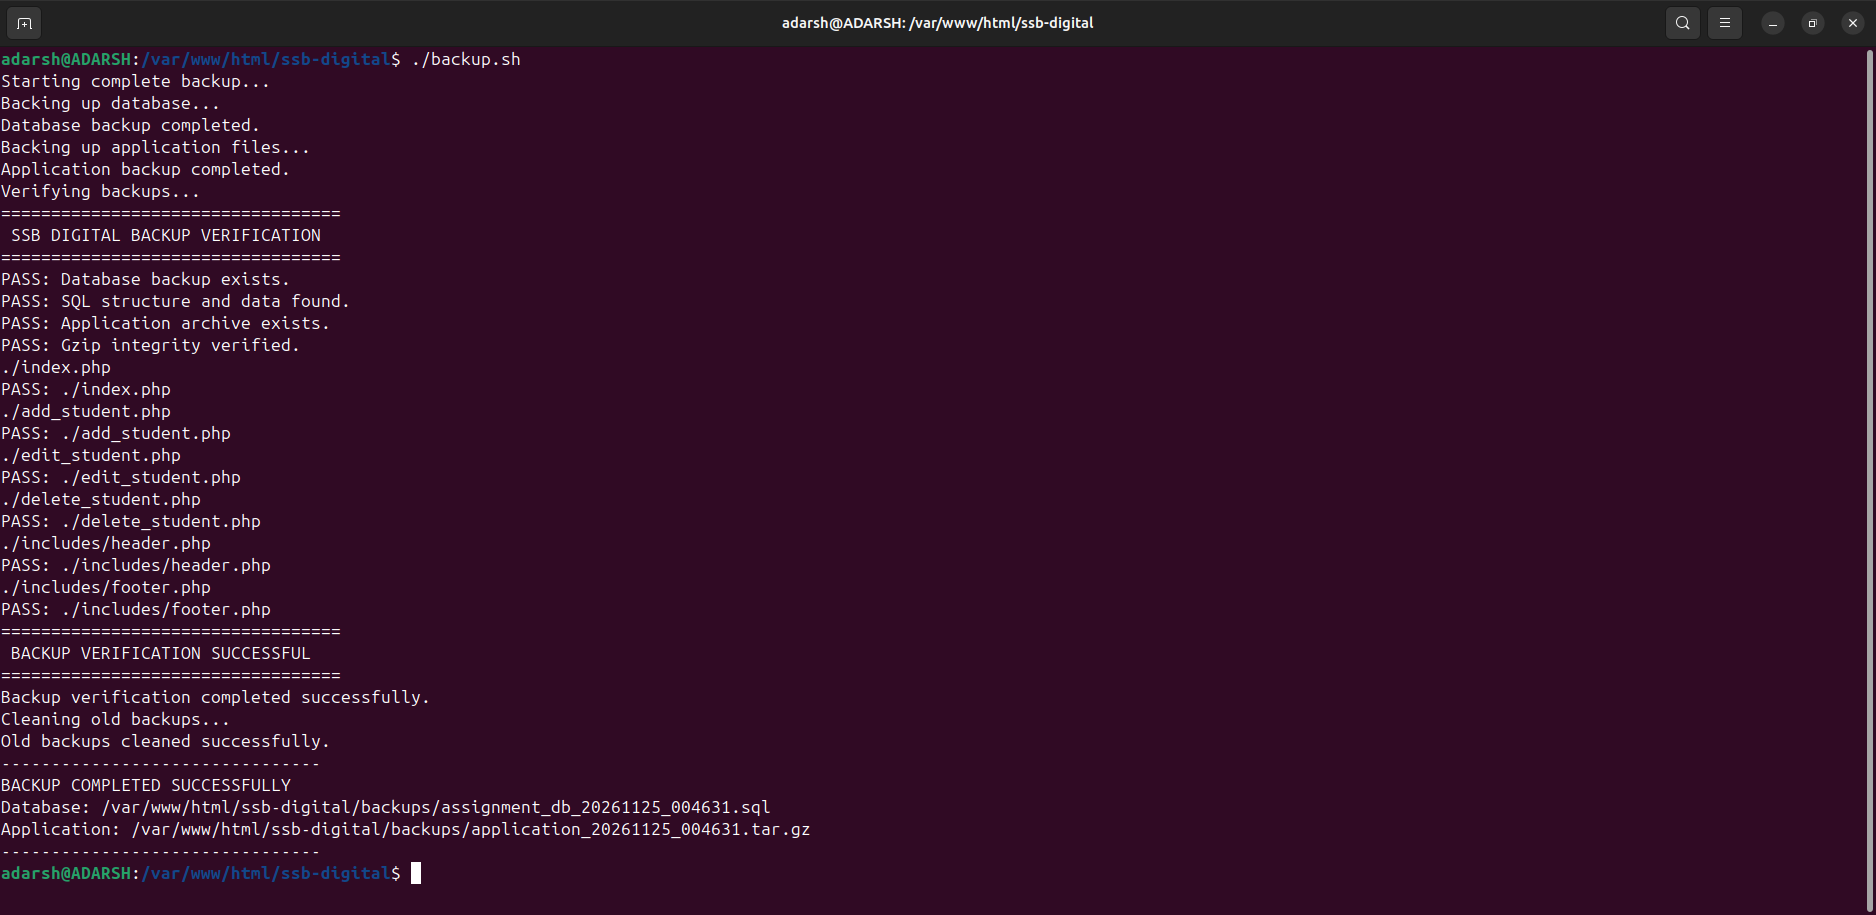 adarsh@ADARSH: /var/www/html/ssb-digital
adarsh@ADARSH:/var/www/html/ssb-digital$ ./backup.sh
Starting complete backup...
Backing up database...
Database backup completed.
Backing up application files...
Application backup completed.
Verifying backups...
==================================
 SSB DIGITAL BACKUP VERIFICATION
==================================
PASS: Database backup exists.
PASS: SQL structure and data found.
PASS: Application archive exists.
PASS: Gzip integrity verified.
./index.php
PASS: ./index.php
./add_student.php
PASS: ./add_student.php
./edit_student.php
PASS: ./edit_student.php
./delete_student.php
PASS: ./delete_student.php
./includes/header.php
PASS: ./includes/header.php
./includes/footer.php
PASS: ./includes/footer.php
==================================
 BACKUP VERIFICATION SUCCESSFUL
==================================
Backup verification completed successfully.
Cleaning old backups...
Old backups cleaned successfully.
--------------------------------
BACKUP COMPLETED SUCCESSFULLY
Database: /var/www/html/ssb-digital/backups/assignment_db_20261125_004631.sql
Application: /var/www/html/ssb-digital/backups/application_20261125_004631.tar.gz
--------------------------------
adarsh@ADARSH:/var/www/html/ssb-digital$